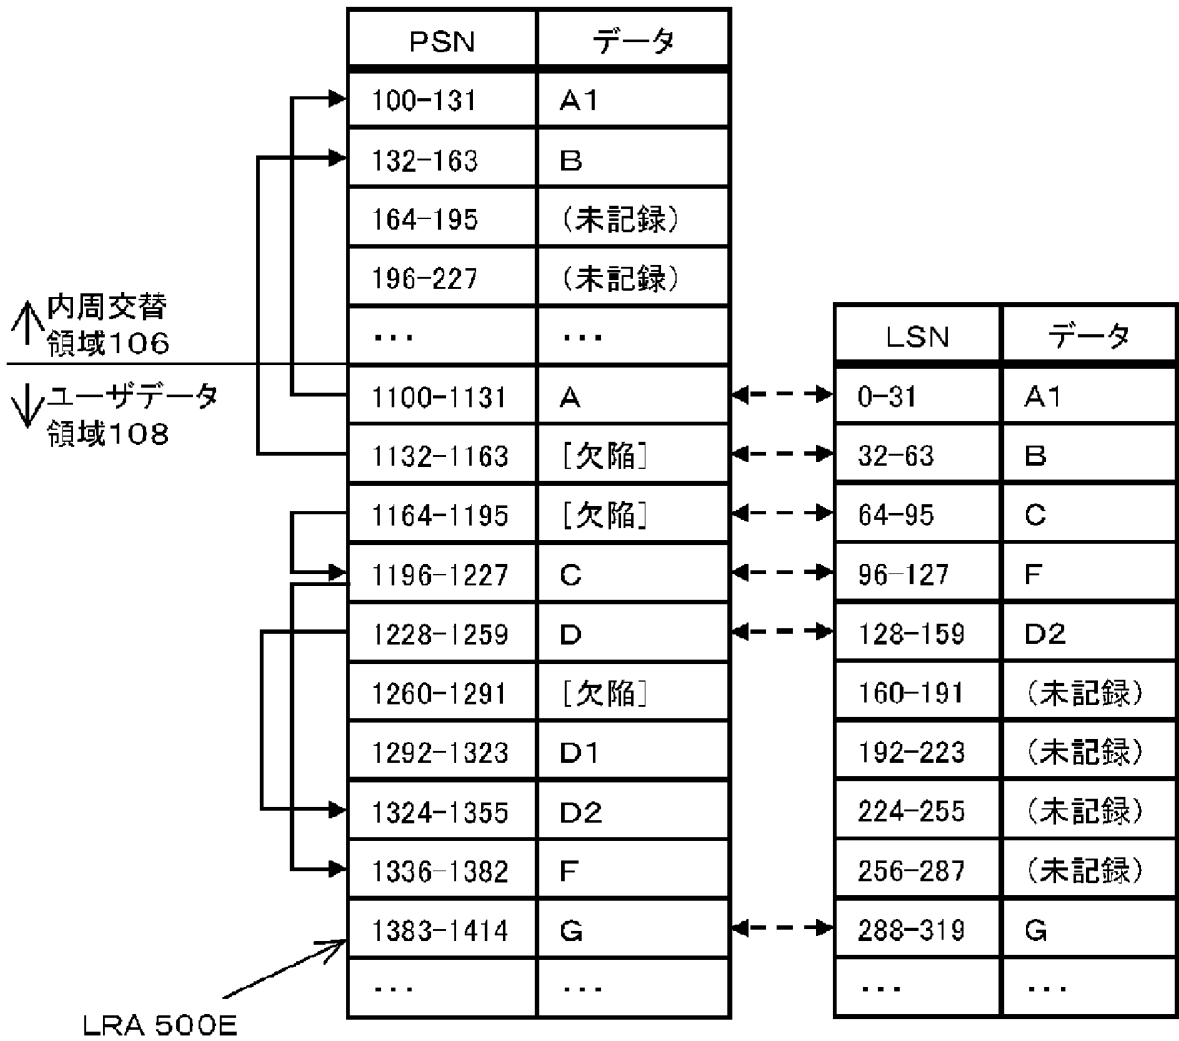 PSN データ
100-131 A1
132-163 B
164-195 (未記録)
196-227 (未記録)
... ...
1100-1131 A
1132-1163 [欠陥]
1164-1195 [欠陥]
1196-1227 C
1228-1259 D
1260-1291 [欠陥]
1292-1323 D1
1324-1355 D2
1336-1382 F
1383-1414 G
... ...
内周交替
領域106
ユーザデータ
領域108
LRA 500E
LSN データ
0-31 A1
32-63 B
64-95 C
96-127 F
128-159 D2
160-191 (未記録)
192-223 (未記録)
224-255 (未記録)
256-287 (未記録)
288-319 G
... ...